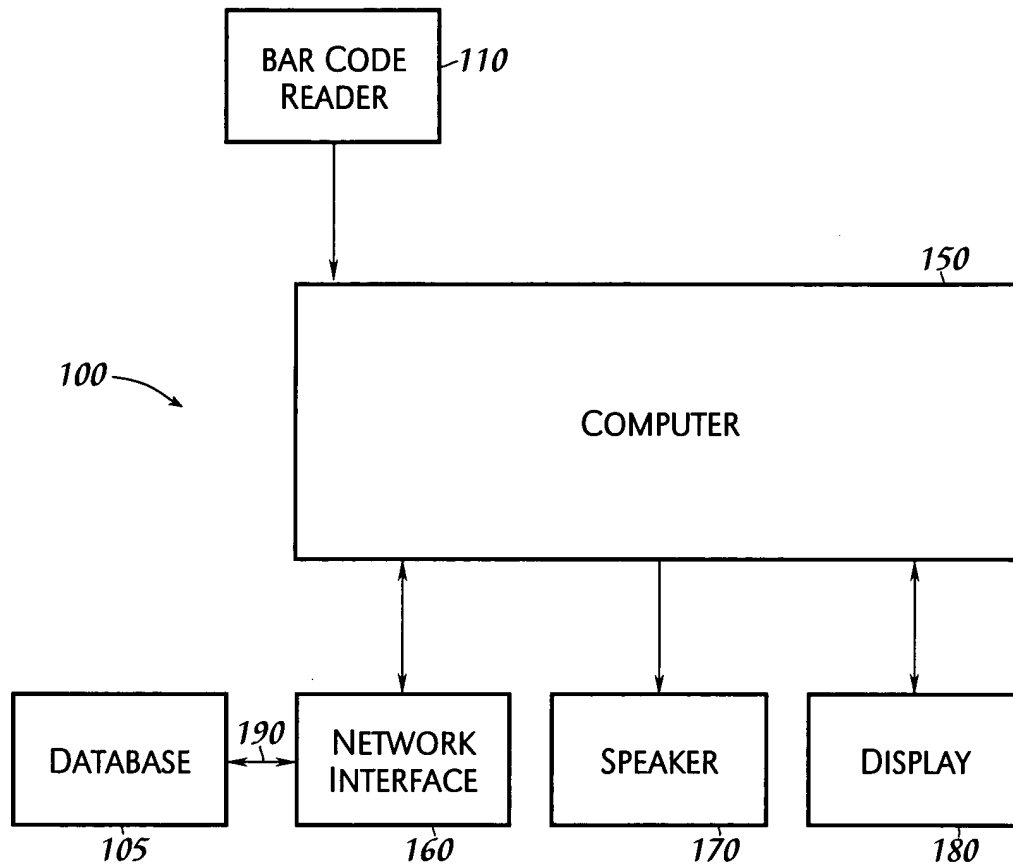 BAR CODE
READER
110
150
100
COMPUTER
190
DATABASE
NETWORK
INTERFACE
SPEAKER
DISPLAY
105
160
170
180